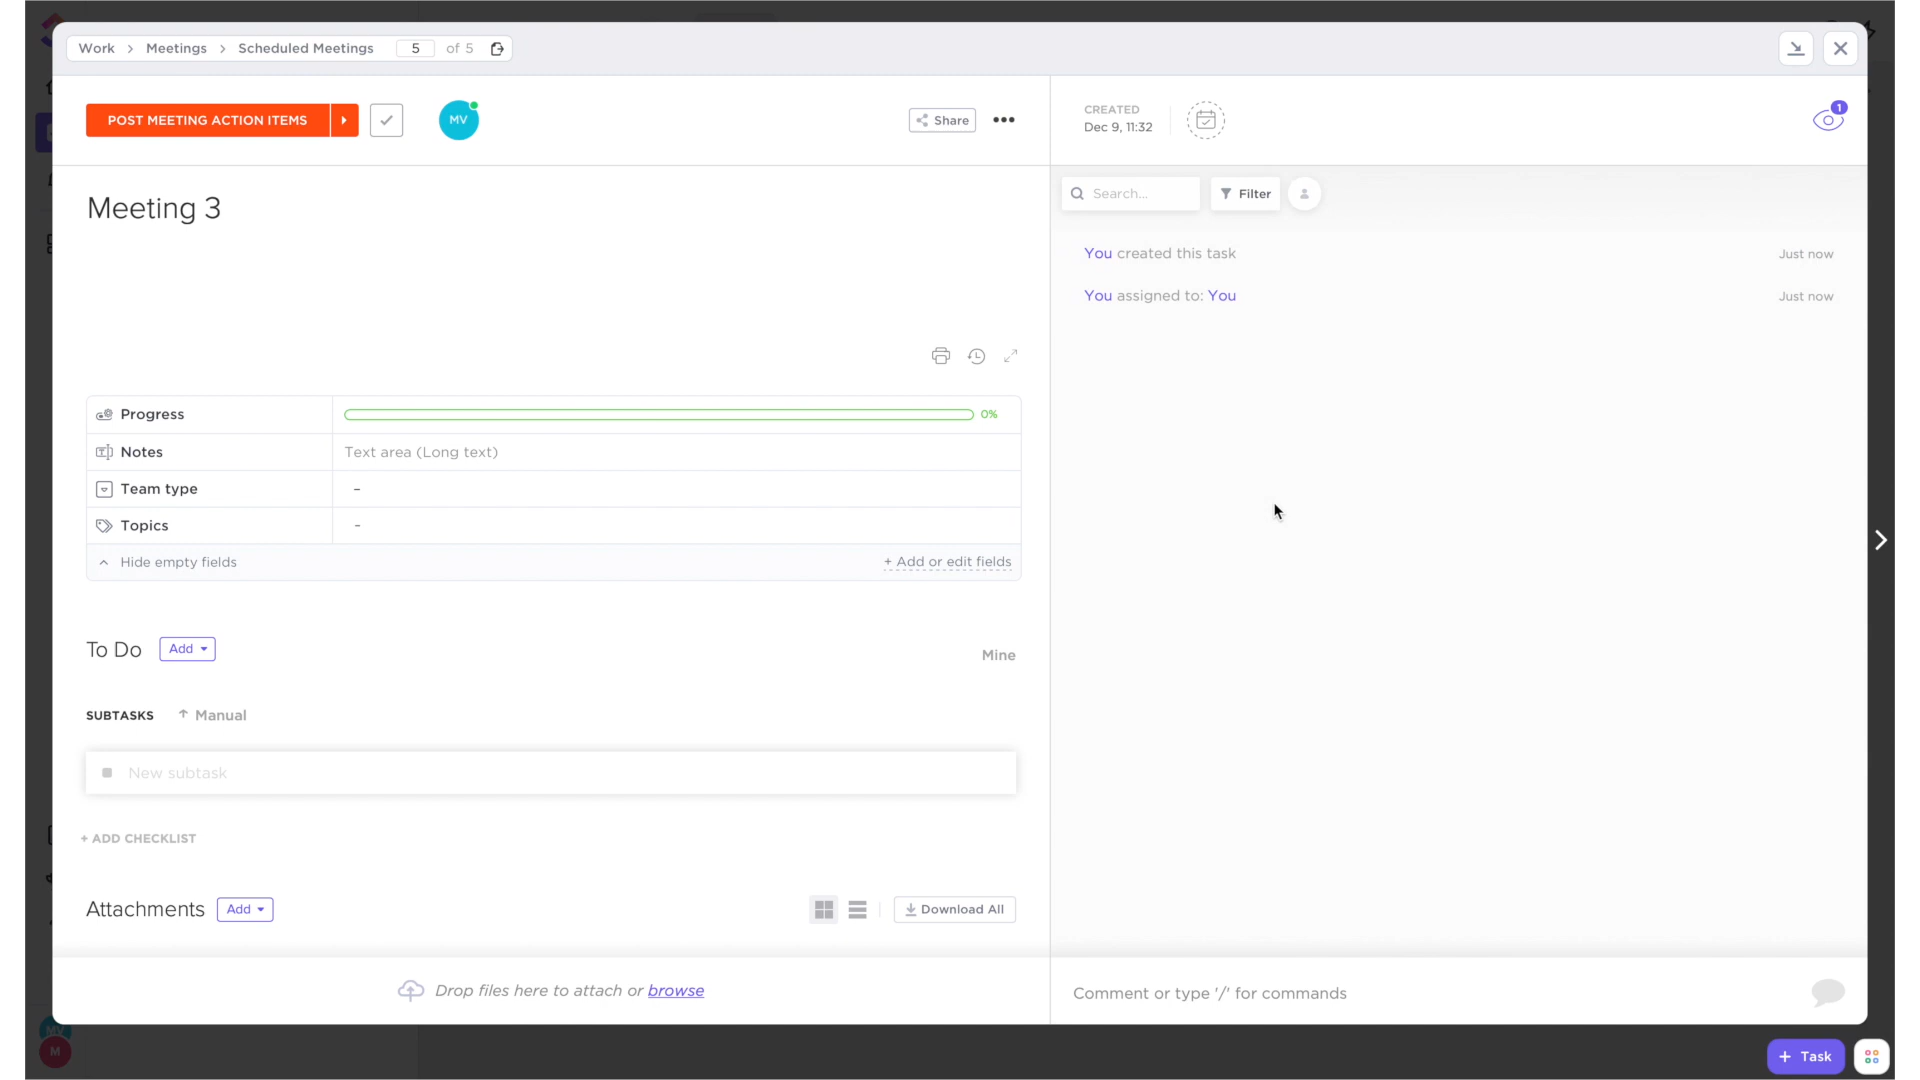 Work > Meetings > Scheduled Meetings 5 of 5
POST MEETING ACTION ITEMS
MV
Share
CREATED
Dec 9, 11:32
1
Meeting 3
Search...
Filter
You created this task Just now
You assigned to: You Just now
Progress 0%
Notes Text area (Long text)
Team type –
Topics –
Hide empty fields + Add or edit fields
To Do Add Mine
SUBTASKS Manual
New subtask
+ ADD CHECKLIST
Attachments Add Download All
Drop files here to attach or browse
Comment or type '/' for commands
MV
M
+ Task